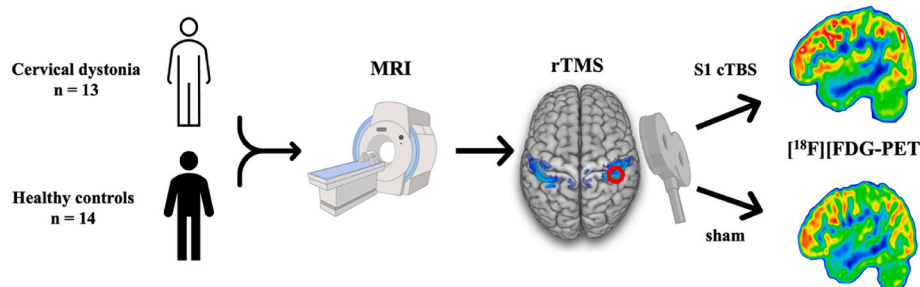 Cervical dystonia
n = 13
Healthy controls
n = 14
MRI
rTMS
S1 cTBS
[¹⁸F][FDG-PET
sham